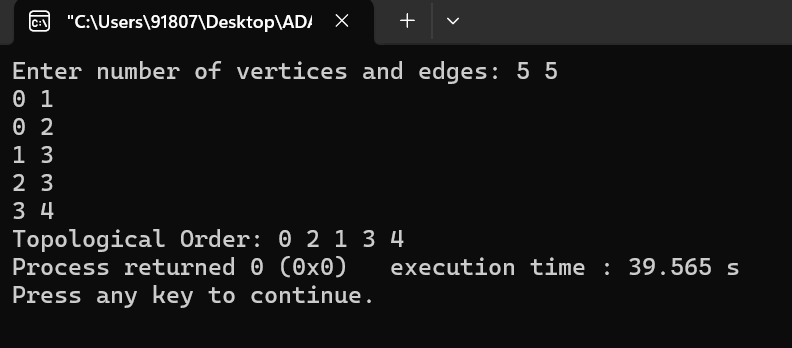 "C:\Users\91807\Desktop\ADA
Enter number of vertices and edges: 5 5
0 1
0 2
1 3
2 3
3 4
Topological Order: 0 2 1 3 4
Process returned 0 (0x0)   execution time : 39.565 s
Press any key to continue.